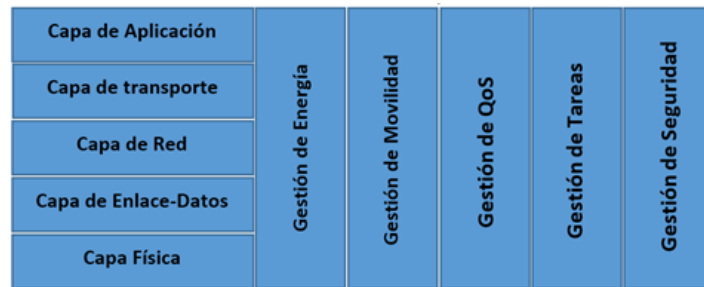 Capa de Aplicación
Capa de transporte
Capa de Red
Capa de Enlace-Datos
Capa Física
Gestión de Energía
Gestión de Movilidad
Gestión de QoS
Gestión de Tareas
Gestión de Seguridad